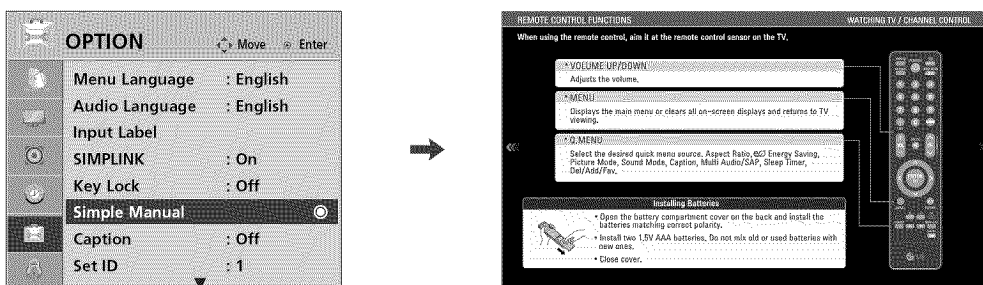 OPTION
Move Enter
Menu Language : English
Audio Language : English
Input Label
SIMPLINK : On
Key Lock : Off
Simple Manual
Caption : Off
Set ID : 1
REMOTE CONTROL FUNCTIONS
WATCHING TV / CHANNEL CONTROL
When using the remote control, aim it at the remote control sensor on the TV.
• VOLUME UP/DOWN
Adjusts the volume.
• MENU
Displays the main menu or clears all on-screen displays and returns to TV
viewing.
• Q.MENU
Select the desired quick menu source. Aspect Ratio, Energy Saving,
Picture Mode, Sound Mode, Caption, Multi Audio/SAP, Sleep Timer,
Del/Add/Fav.
Installing Batteries
• Open the battery compartment cover on the back and install the
batteries matching correct polarity.
• Install two 1.5V AAA batteries. Do not mix old or used batteries with
new ones.
• Close cover.
LG